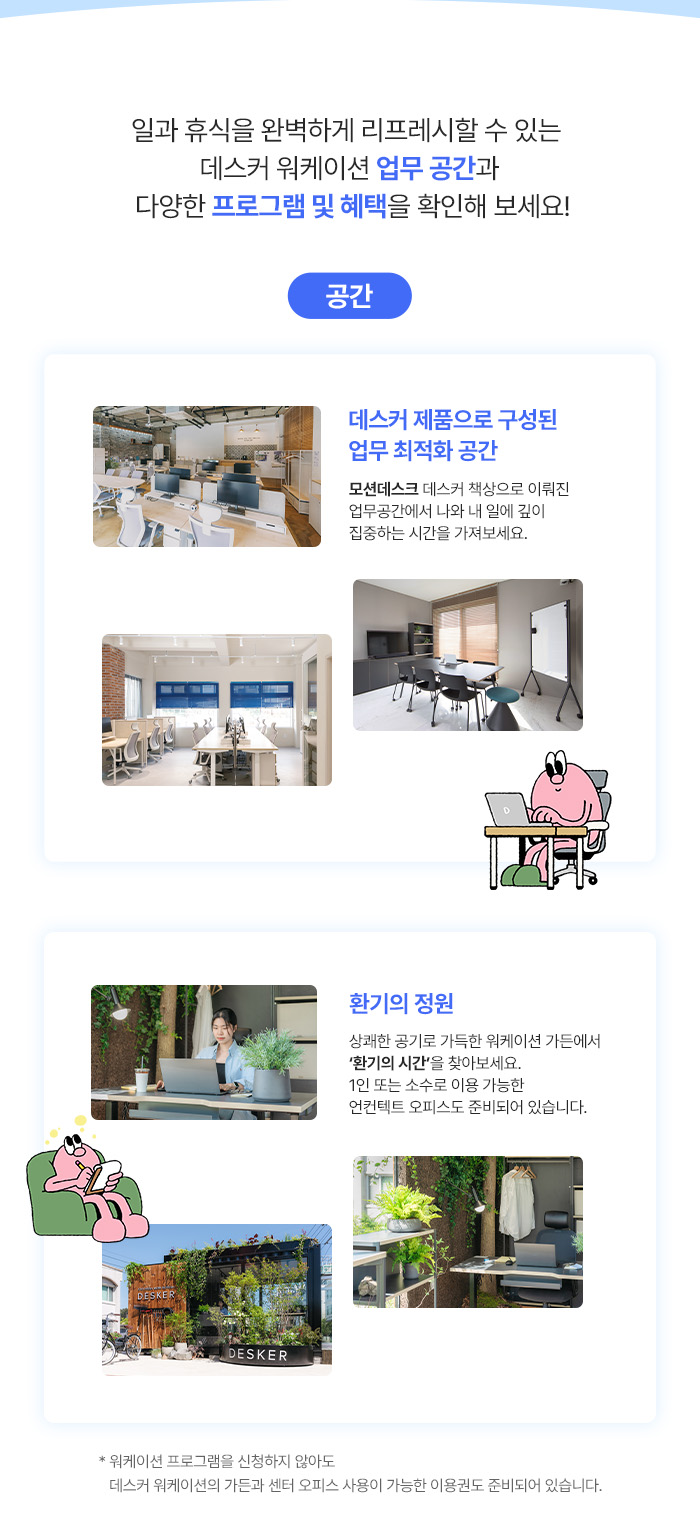 일과 휴식을 완벽하게 리프레시할 수 있는
데스커 워케이션 업무 공간과
다양한 프로그램 및 혜택을 확인해 보세요!
공간
데스커 제품으로 구성된
업무 최적화 공간
모션데스크 데스커 책상으로 이뤄진
업무공간에서 나와 내 일에 깊이
집중하는 시간을 가져보세요.
D
환기의 정원
상쾌한 공기로 가득한 워케이션 가든에서
‘환기의 시간’을 찾아보세요.
1인 또는 소수로 이용 가능한
언컨텍트 오피스도 준비되어 있습니다.
DESKER
DESKER
* 워케이션 프로그램을 신청하지 않아도
데스커 워케이션의 가든과 센터 오피스 사용이 가능한 이용권도 준비되어 있습니다.